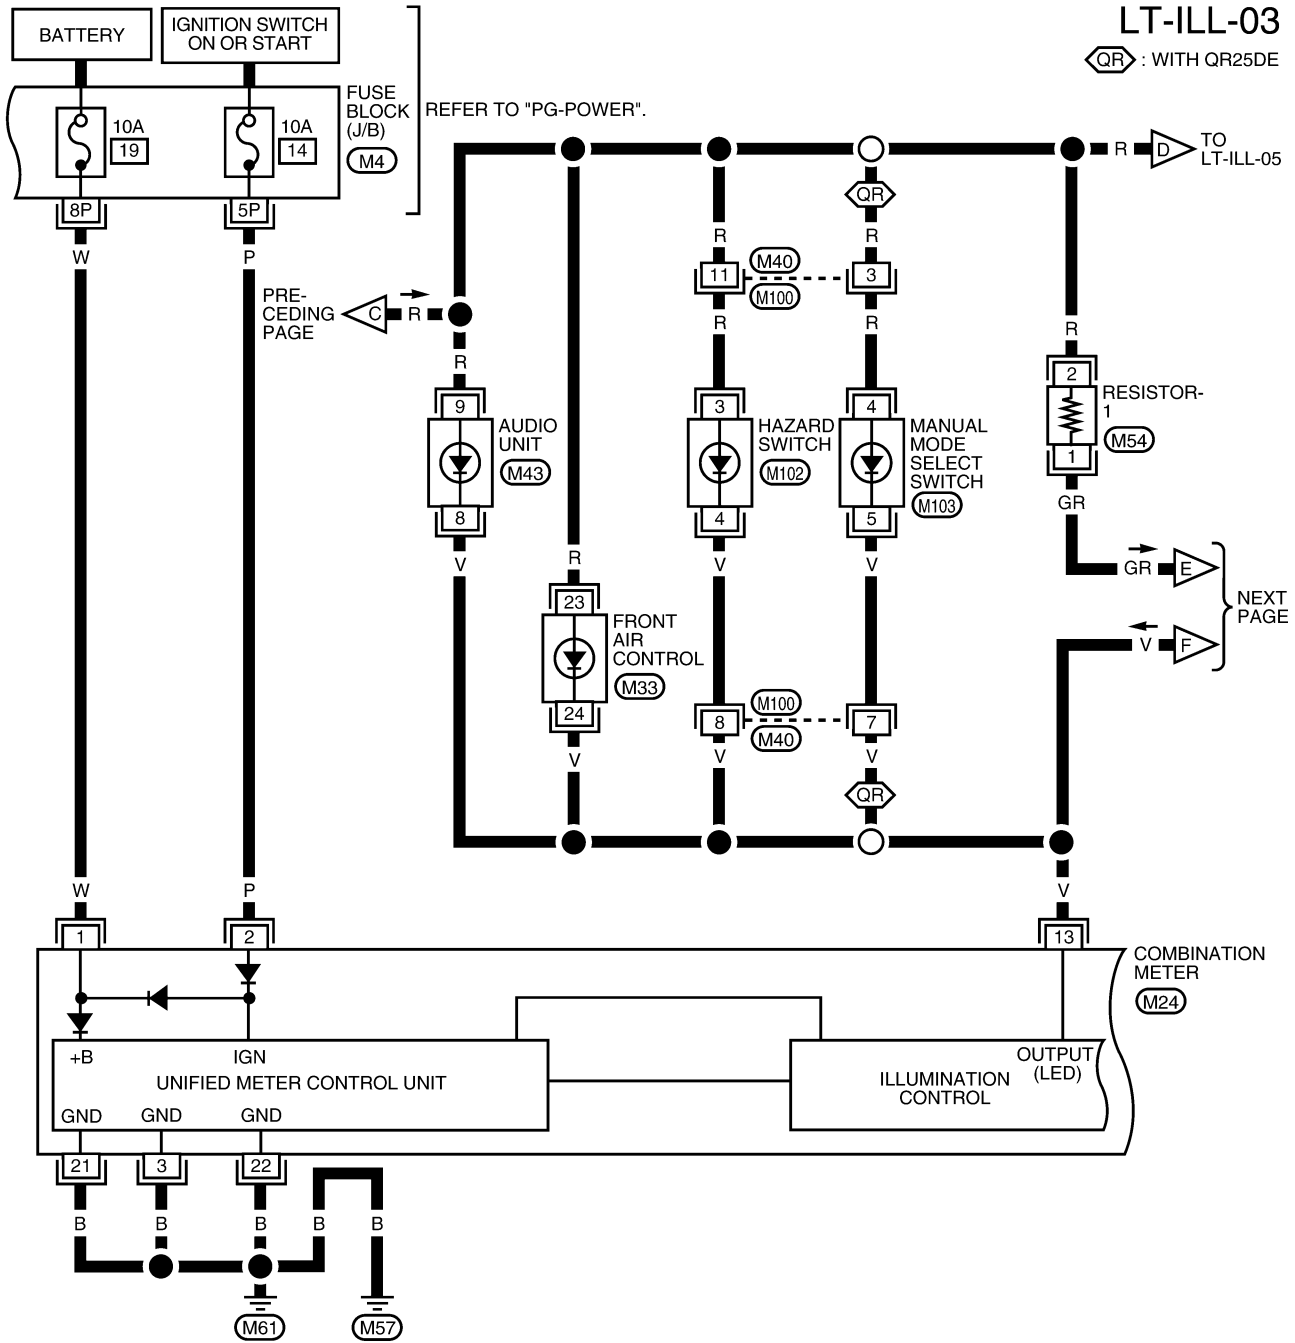 LT-ILL-03
QR : WITH QR25DE
BATTERY
IGNITION SWITCH
ON OR START
FUSE
BLOCK
(J/B)
M4
REFER TO "PG-POWER".
10A
19
10A
14
8P
5P
W
P
R
D
TO
LT-ILL-05
QR
R
R
11
M40
M100
3
R
R
PRE-
CEDING
PAGE
C
R
R
R
9
AUDIO
UNIT
M43
8
V
3
HAZARD
SWITCH
M102
4
V
4
MANUAL
MODE
SELECT
SWITCH
M103
5
V
2
RESISTOR-
1
M54
1
GR
GR
E
V
F
NEXT
PAGE
R
23
FRONT
AIR
CONTROL
M33
24
V
8
M100
M40
7
V
V
QR
W
P
V
1
2
13
COMBINATION
METER
M24
+B
IGN
UNIFIED METER CONTROL UNIT
GND
GND
GND
OUTPUT
(LED)
ILLUMINATION
CONTROL
21
3
22
B
B
B
B
B
M61
M57